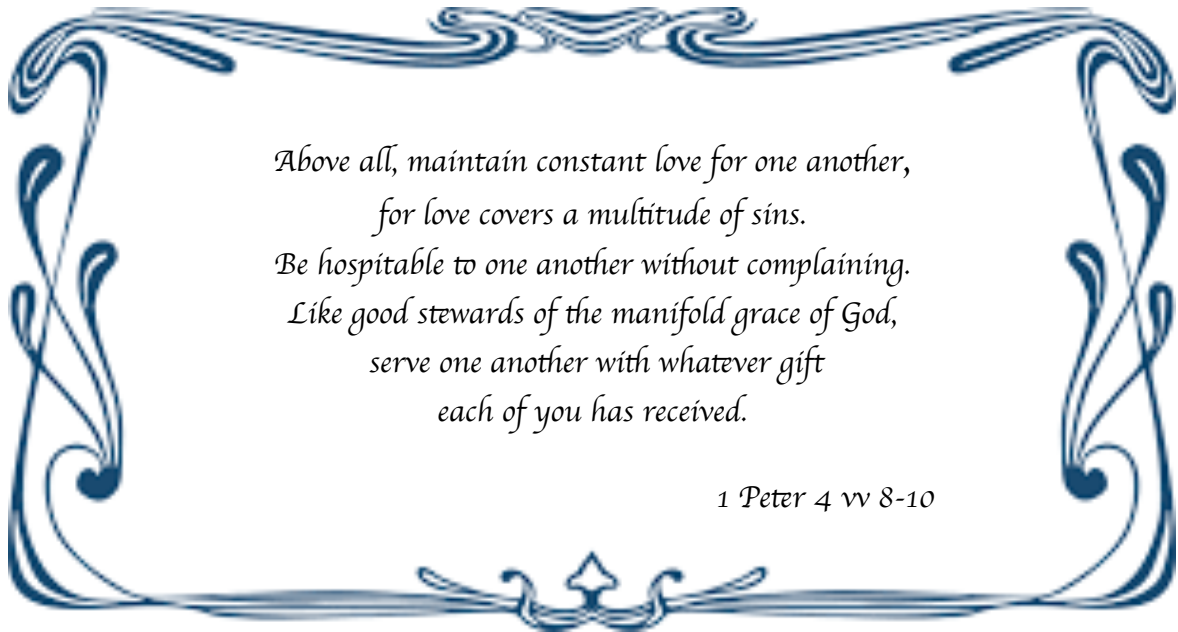 Above all, maintain constant love for one another,
for love covers a multitude of sins.
Be hospitable to one another without complaining.
Like good stewards of the manifold grace of God,
serve one another with whatever gift
each of you has received.
1 Peter 4 vv 8-10